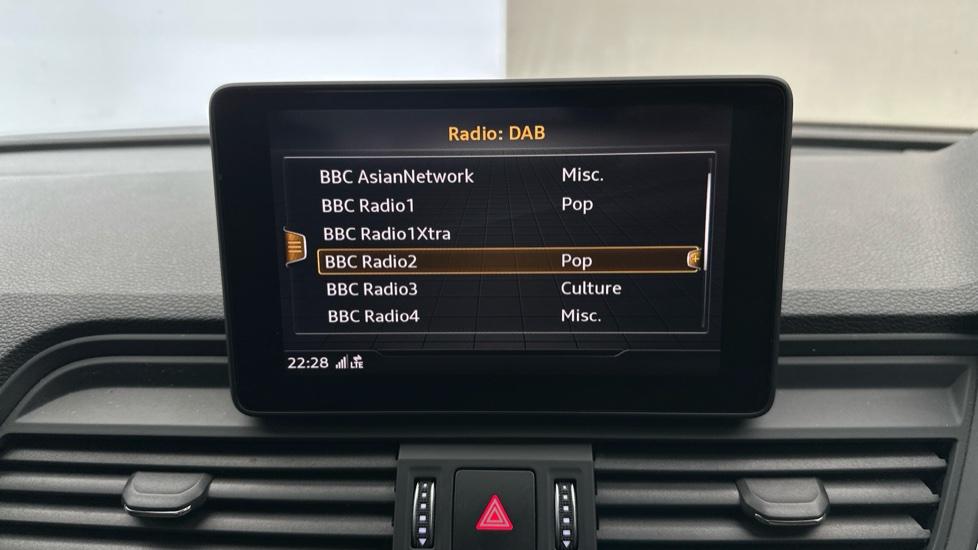 Radio: DAB
BBC AsianNetwork Misc.
BBC Radio1 Pop
BBC Radio1Xtra
BBC Radio2 Pop
BBC Radio3 Culture
BBC Radio4 Misc.
22:28 LTE